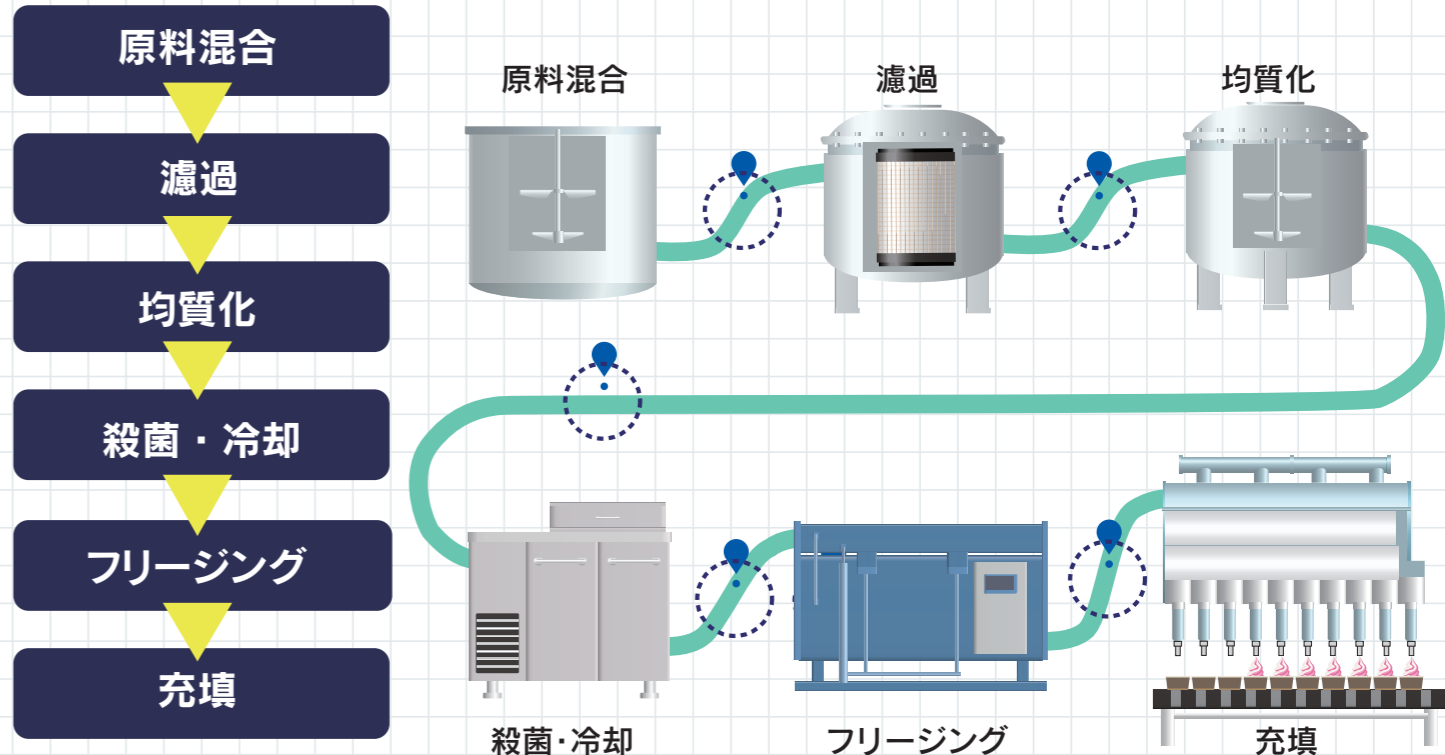 原料混合
濾過
均質化
殺菌・冷却
フリージング
充填
原料混合
濾過
均質化
殺菌・冷却
フリージング
充填